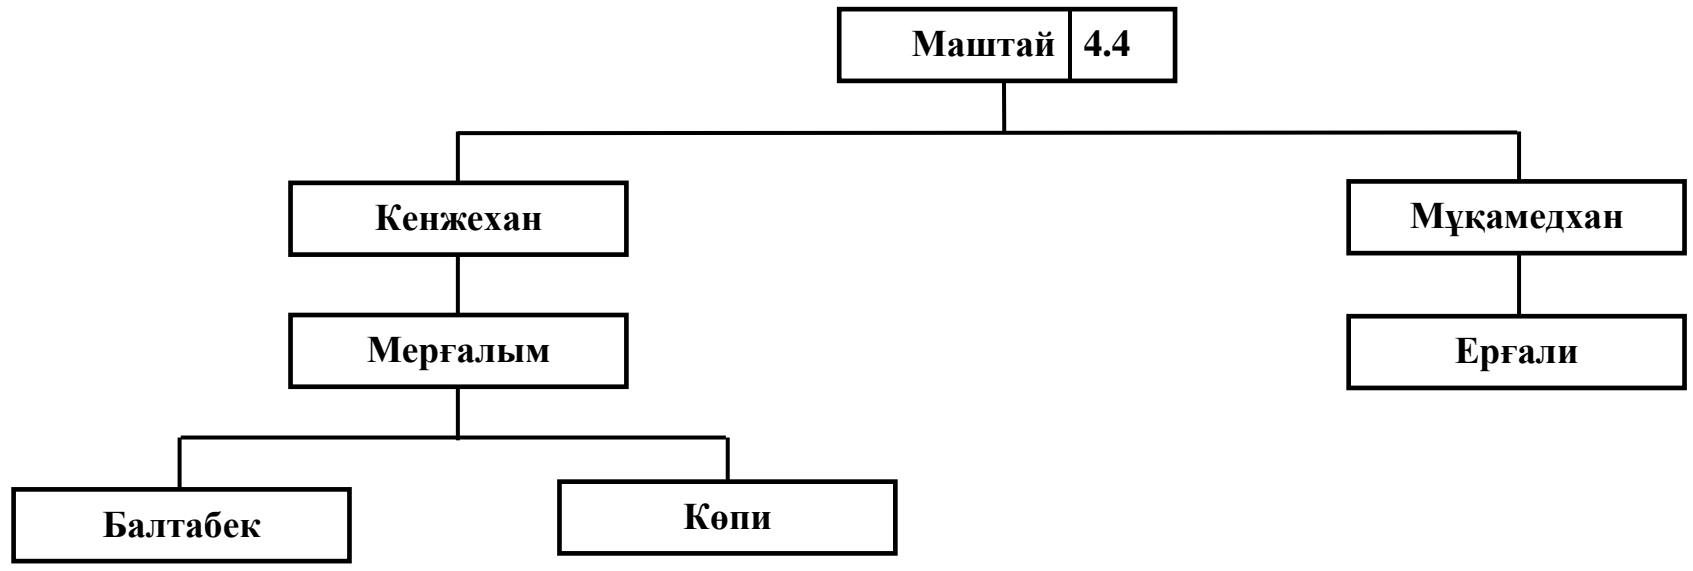 Маштай 4.4
Кенжехан
Мұқамедхан
Мерғалым
Ерғали
Балтабек
Көпи